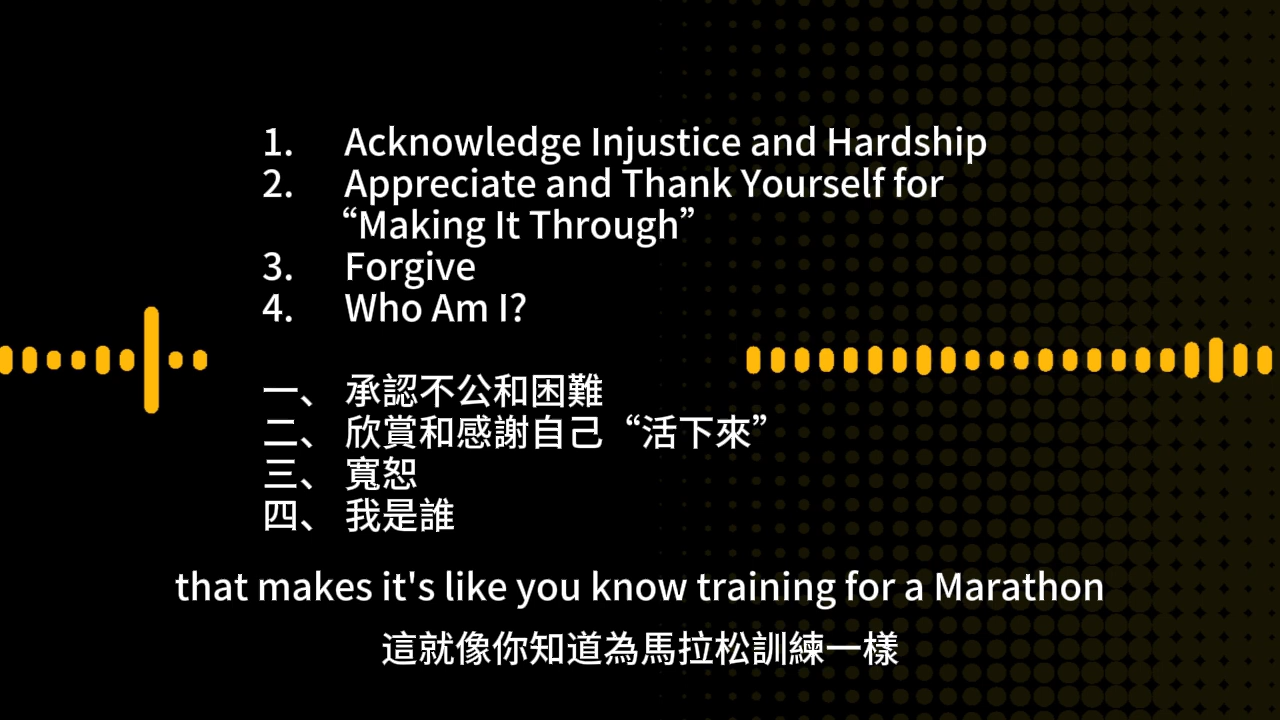 1. Acknowledge Injustice and Hardship
2. Appreciate and Thank Yourself for
“Making It Through”
3. Forgive
4. Who Am I?
一、 承認不公和困難
二、 欣賞和感謝自己“活下來”
三、 寬恕
四、 我是誰
that makes it's like you know training for a Marathon
這就像你知道為馬拉松訓練一樣